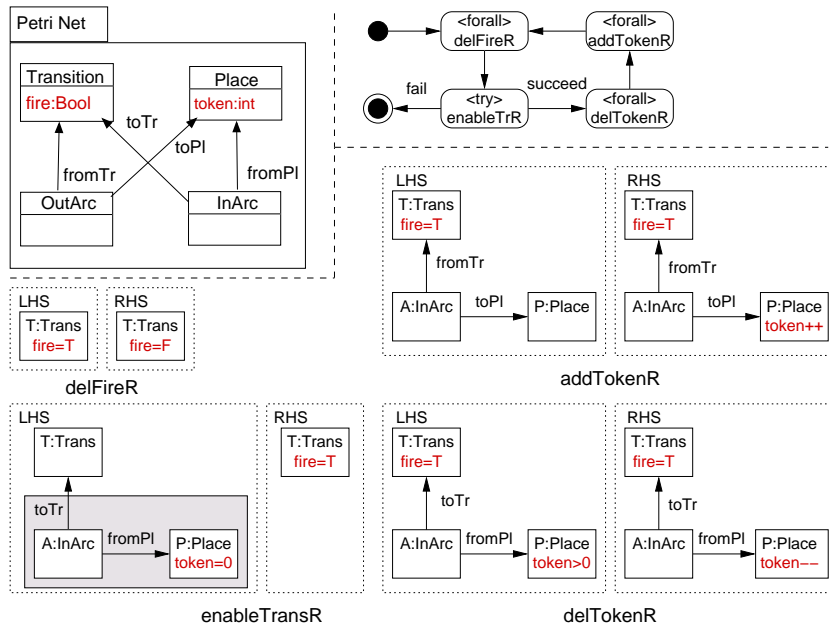 Petri Net
Transition
fire:Bool
Place
token:int
toTr
toPl
fromTr
fromPl
OutArc
InArc
<forall>
delFireR
<forall>
addTokenR
fail
<try>
enableTrR
succeed
<forall>
delTokenR
LHS
T:Trans
fire=T
fromTr
A:InArc
toPl
P:Place
RHS
T:Trans
fire=T
fromTr
A:InArc
toPl
P:Place
token++
addTokenR
LHS
T:Trans
fire=T
RHS
T:Trans
fire=F
delFireR
LHS
T:Trans
toTr
A:InArc
fromPl
P:Place
token=0
RHS
T:Trans
fire=T
enableTransR
LHS
T:Trans
fire=T
toTr
A:InArc
fromPl
P:Place
token>0
RHS
T:Trans
fire=T
toTr
A:InArc
fromPl
P:Place
token−−
delTokenR